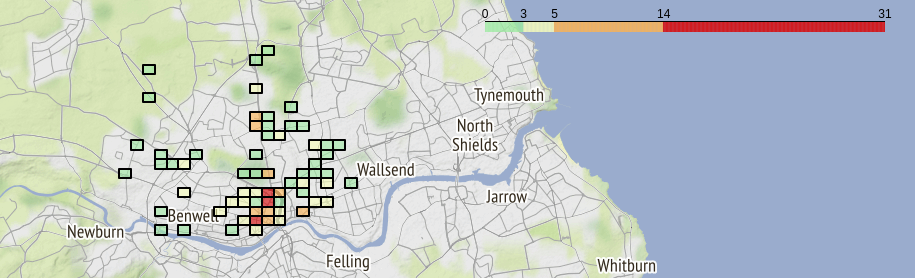 0 3 5 14 31
Tynemouth
North
Shields
Wallsend
Jarrow
Benwell
Newburn
Felling
Whitburn